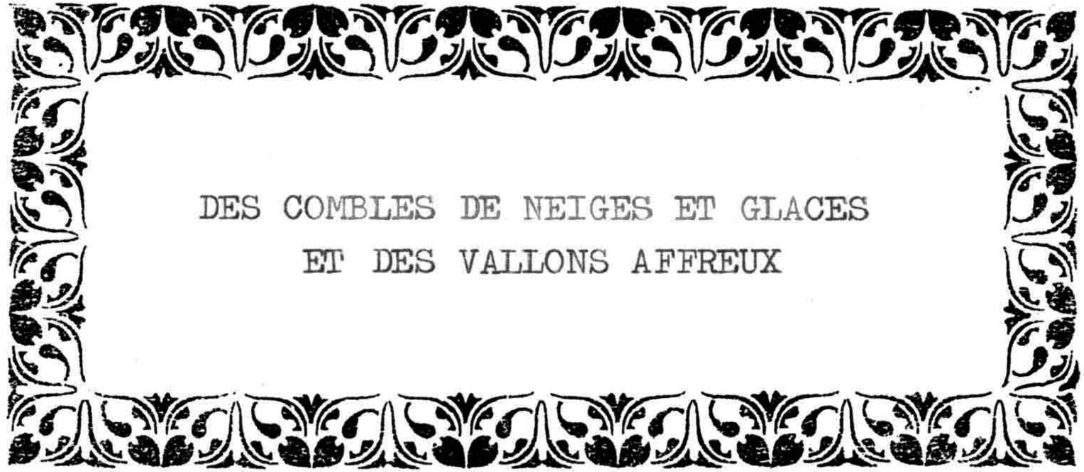 DES COMBLES DE NEIGES ET GLACES
ET DES VALLONS AFFREUX